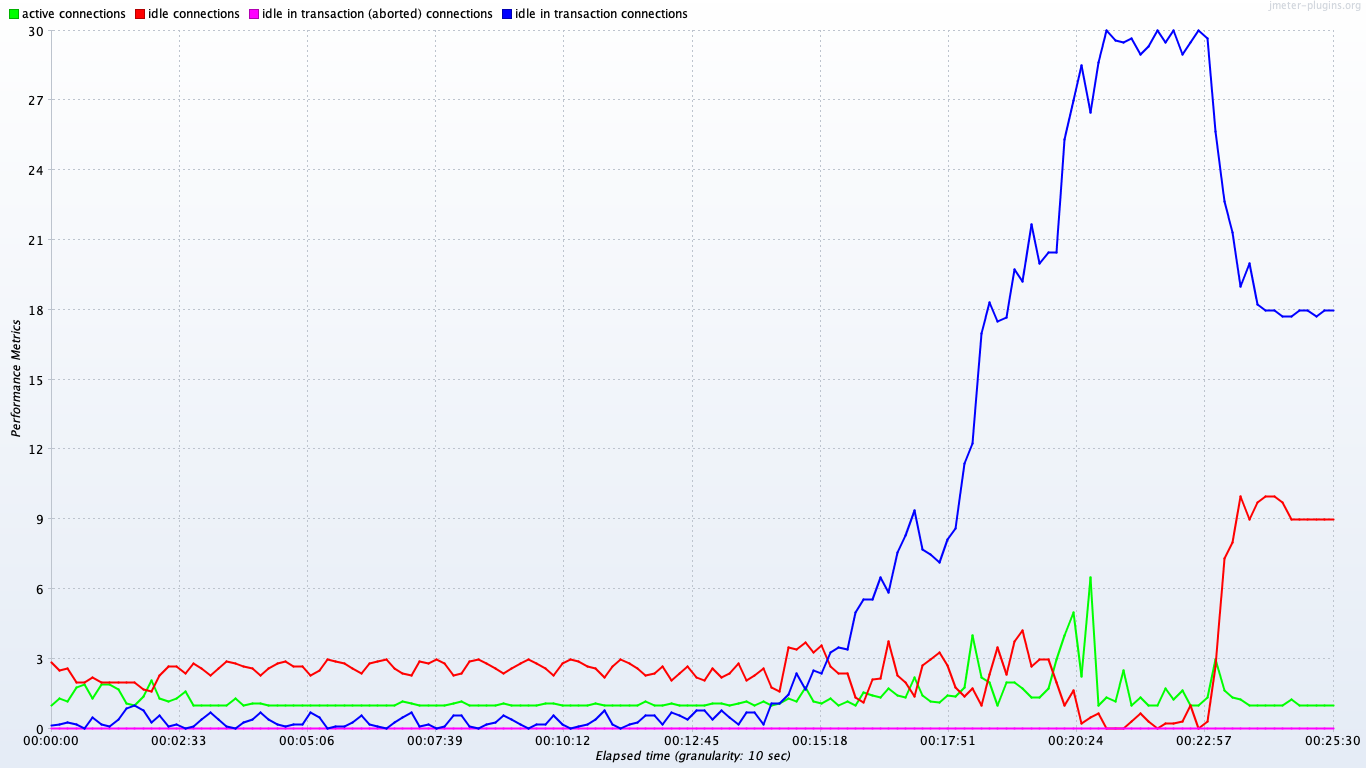 jmeter-plugins.org
active connections idle connections idle in transaction (aborted) connections idle in transaction connections
30
27
24
21
18
15
12
9
6
3
0
Performance Metrics
00:00:00 00:02:33 00:05:06 00:07:39 00:10:12 00:12:45 00:15:18 00:17:51 00:20:24 00:22:57 00:25:30
Elapsed time (granularity: 10 sec)